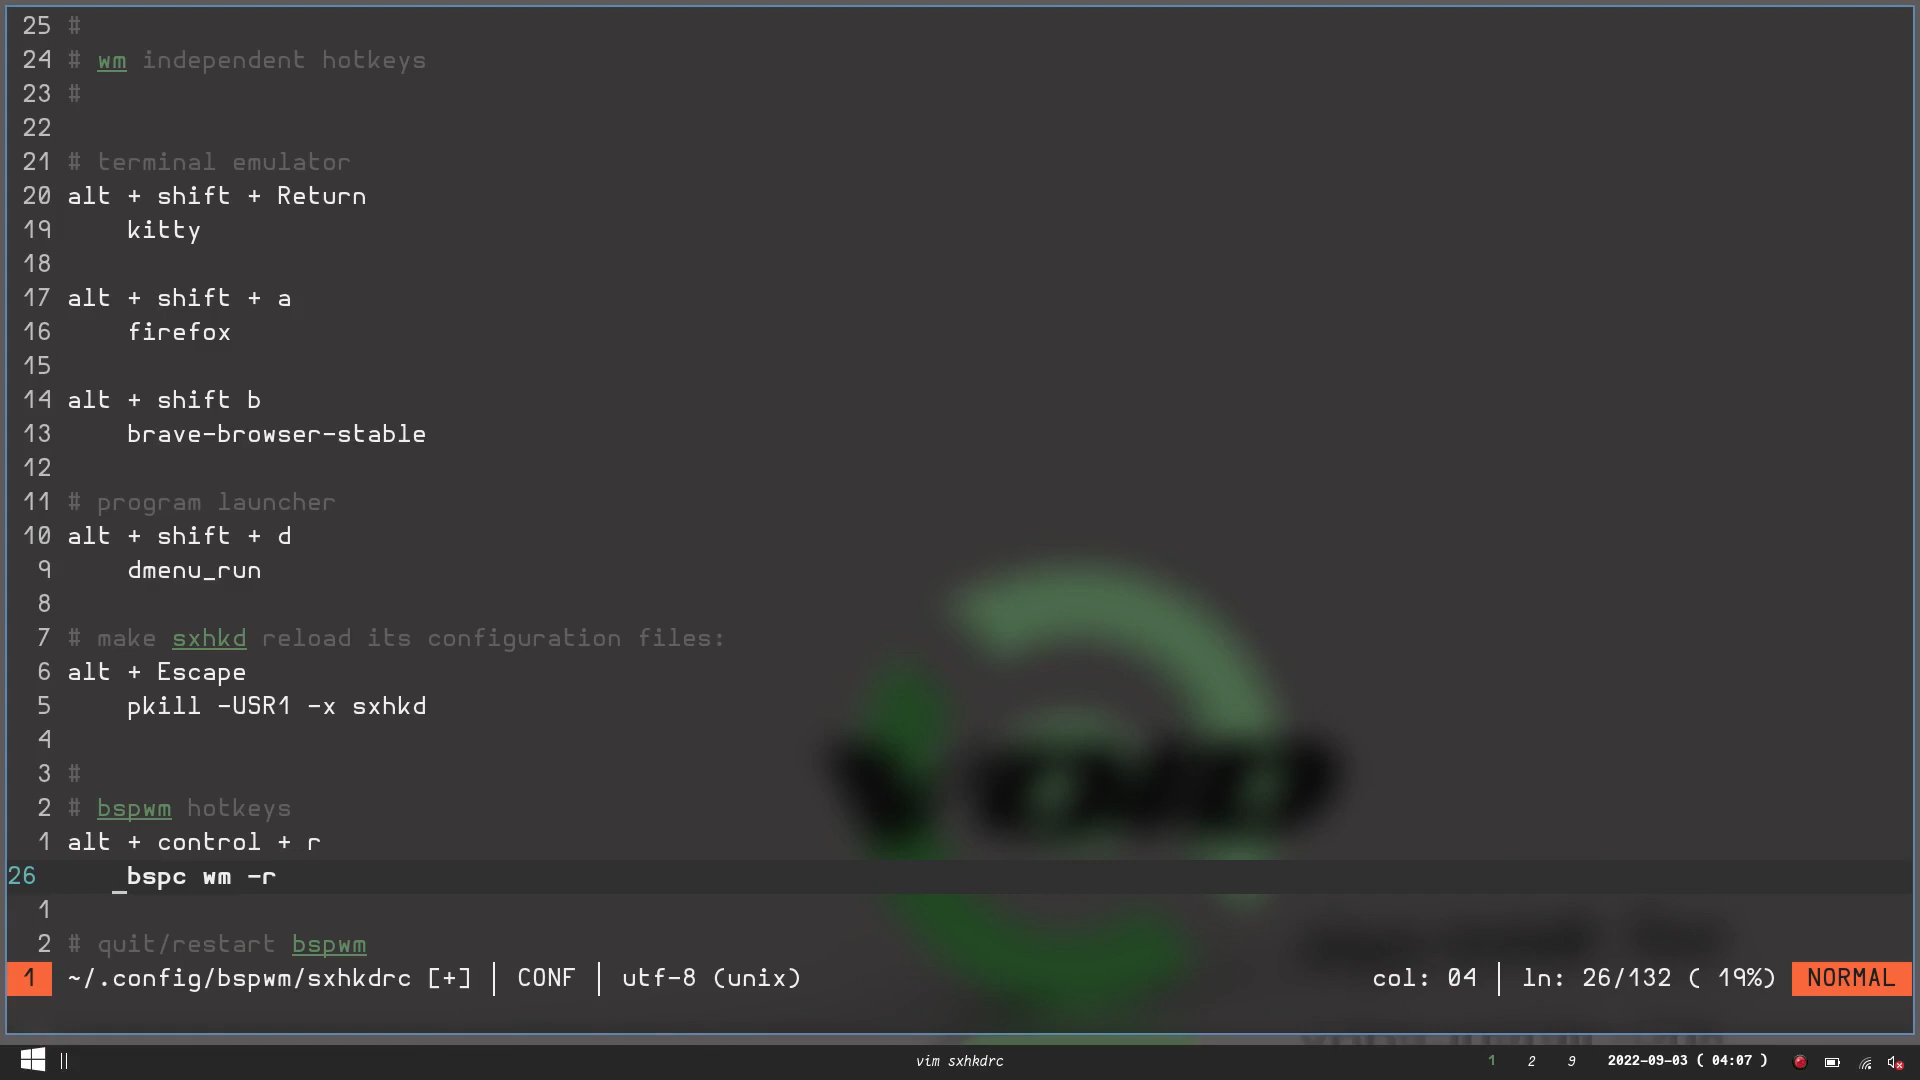 25 #
24 # wm independent hotkeys
23 #
22
21 # terminal emulator
20 alt + shift + Return
19     kitty
18
17 alt + shift + a
16     firefox
15
14 alt + shift b
13     brave-browser-stable
12
11 # program launcher
10 alt + shift + d
9     dmenu_run
8
7 # make sxhkd reload its configuration files:
6 alt + Escape
5     pkill -USR1 -x sxhkd
4
3 #
2 # bspwm hotkeys
1 alt + control + r
26     bspc wm -r
1
2 # quit/restart bspwm
1 ~/.config/bspwm/sxhkdrc [+] | CONF | utf-8 (unix) col: 04 | ln: 26/132 ( 19%) NORMAL
|| vim sxhkdrc 1 2 9 2022-09-03 ( 04:07 )